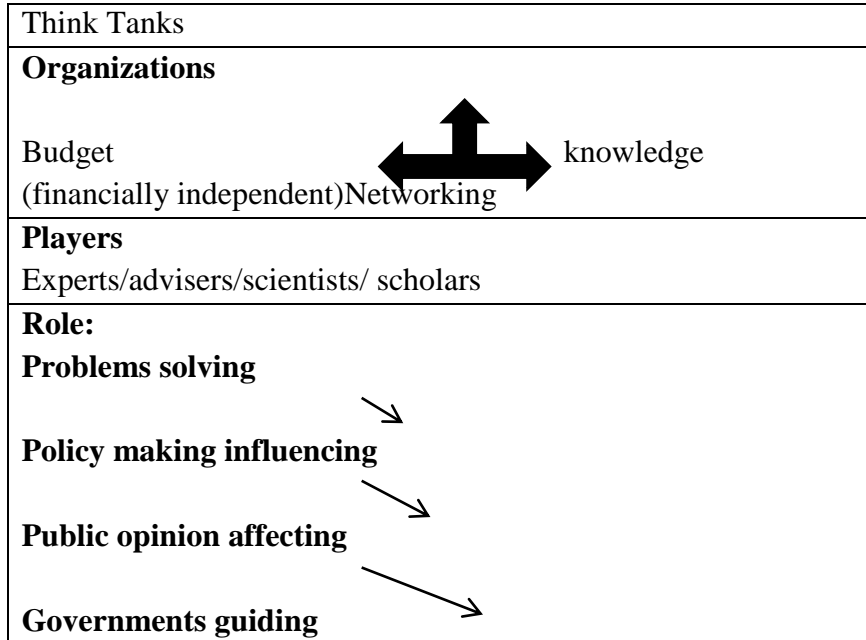 Think Tanks
Organizations
Budget knowledge
(financially independent)Networking
Players
Experts/advisers/scientists/ scholars
Role:
Problems solving
Policy making influencing
Public opinion affecting
Governments guiding